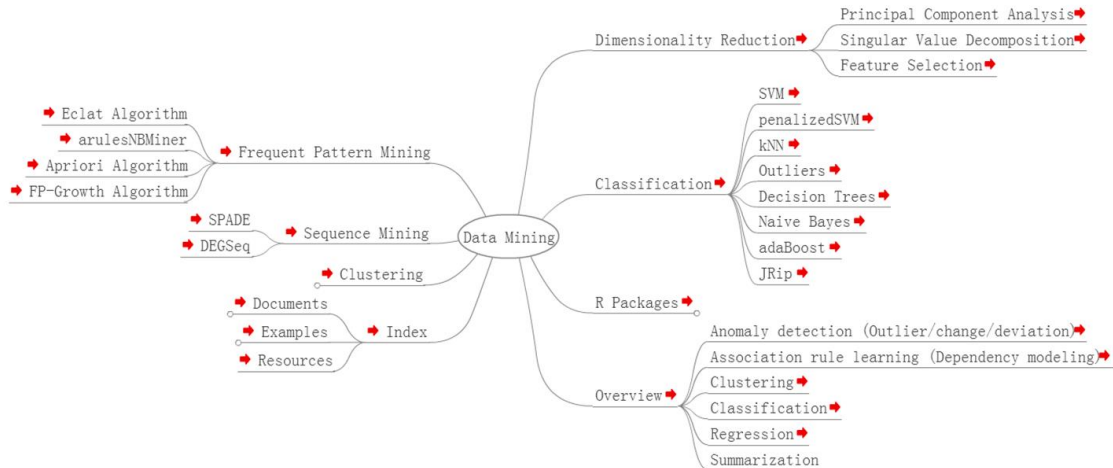 Data Mining
Dimensionality Reduction
Principal Component Analysis
Singular Value Decomposition
Feature Selection
Classification
SVM
penalizedSVM
kNN
Outliers
Decision Trees
Naive Bayes
adaBoost
JRip
R Packages
Overview
Anomaly detection (Outlier/change/deviation)
Association rule learning (Dependency modeling)
Clustering
Classification
Regression
Summarization
Frequent Pattern Mining
Eclat Algorithm
arulesNBMiner
Apriori Algorithm
FP-Growth Algorithm
Sequence Mining
SPADE
DEGSeq
Clustering
Index
Documents
Examples
Resources